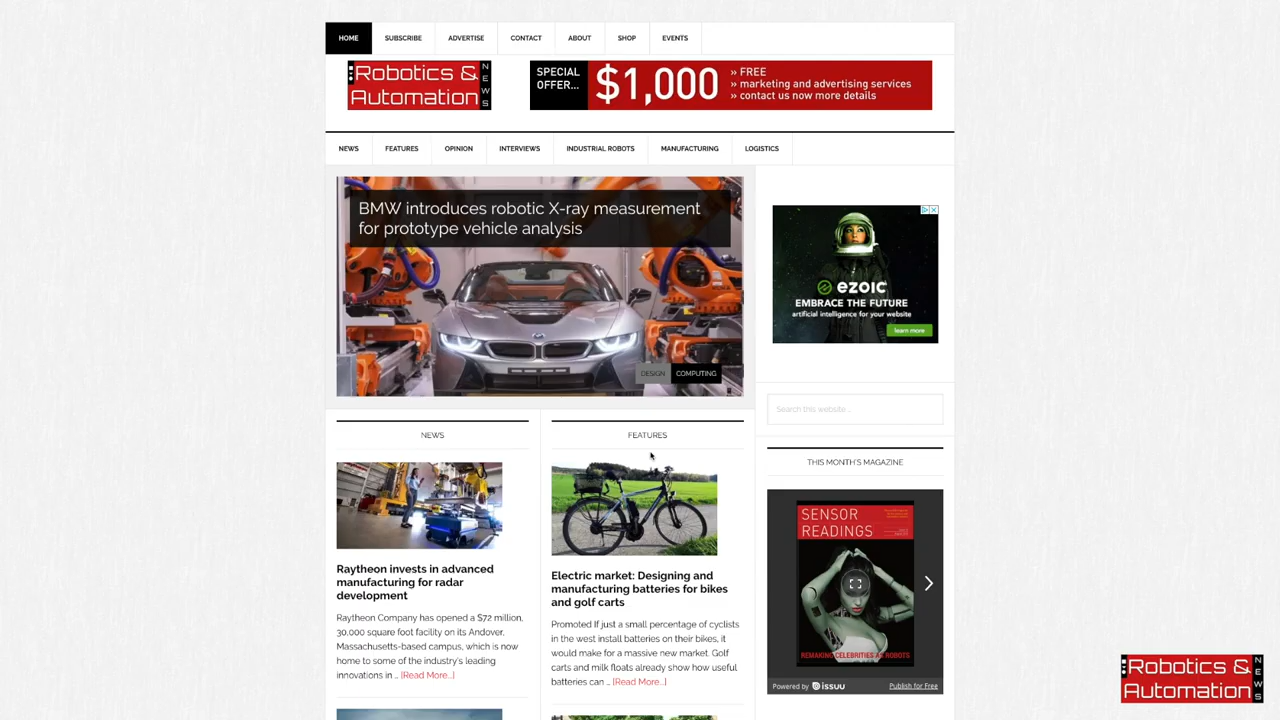 HOME
SUBSCRIBE
ADVERTISE
CONTACT
ABOUT
SHOP
EVENTS
Robotics &
Automation
NEWS
SPECIAL
OFFER...
$1,000
» FREE
» marketing and advertising services
» contact us now more details
NEWS
FEATURES
OPINION
INTERVIEWS
INDUSTRIAL ROBOTS
MANUFACTURING
LOGISTICS
BMW introduces robotic X-ray measurement
for prototype vehicle analysis
DESIGN
COMPUTING
ezoic
EMBRACE THE FUTURE
artificial intelligence for your website
learn more
Search this website ...
NEWS
Raytheon invests in advanced
manufacturing for radar
development
Raytheon Company has opened a $72 million,
30,000 square foot facility on its Andover,
Massachusetts-based campus, which is now
home to some of the industry's leading
innovations in ... [Read More...]
FEATURES
Electric market: Designing and
manufacturing batteries for bikes
and golf carts
Promoted If just a small percentage of cyclists
in the west install batteries on their bikes, it
would make for a massive new market. Golf
carts and milk floats already show how useful
batteries can ... [Read More...]
THIS MONTH'S MAGAZINE
SENSOR
READINGS
REMAKING CELEBRITIES AS ROBOTS
Powered by issuu
Publish for Free
Robotics &
Automation
NEWS